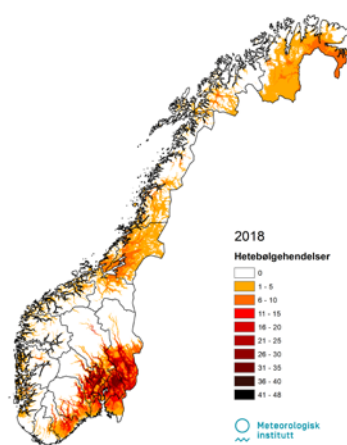 2018
Hetebølgehendelser
0
1 - 5
6 - 10
11 - 15
16 - 20
21 - 25
26 - 30
31 - 35
36 - 40
41 - 48
Meteorologisk
institutt